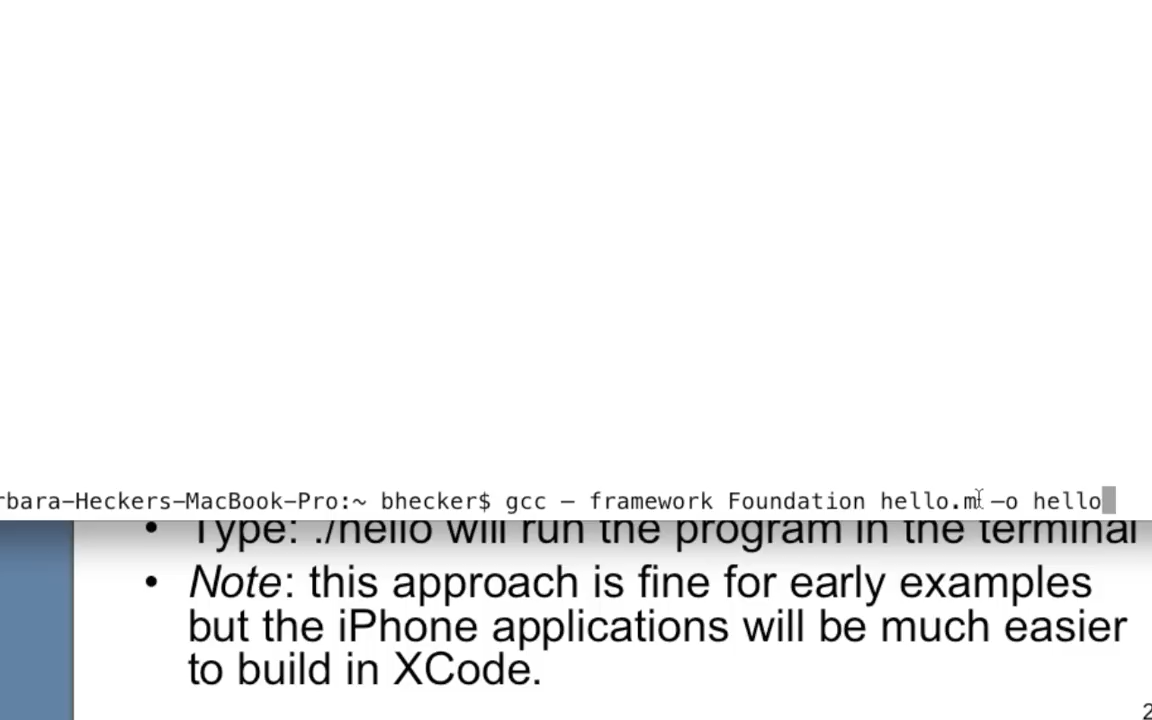 rbara-Heckers-MacBook-Pro:~ bhecker$ gcc – framework Foundation hello.m –o hello
• Type: ./hello will run the program in the terminal
• Note: this approach is fine for early examples
but the iPhone applications will be much easier
to build in XCode.
2